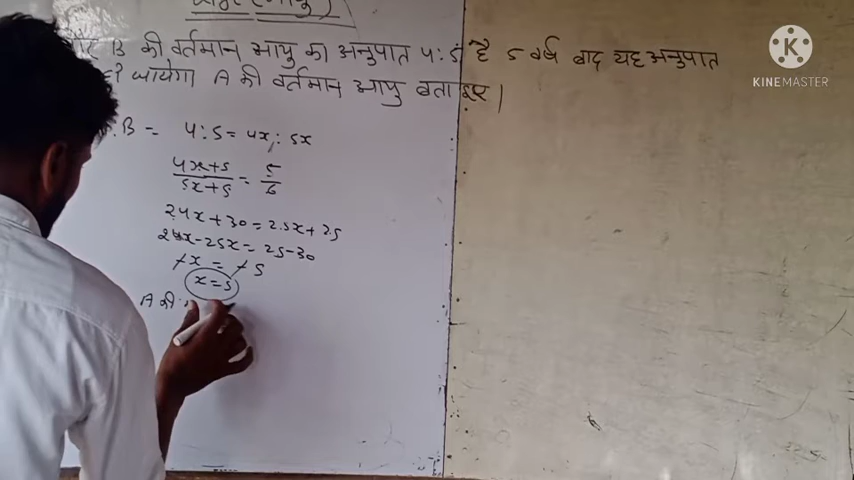 B की वर्तमान आयु का अनुपात 4:5 है 5 वर्ष बाद यह अनुपात
जायेगा A की वर्तमान आयु बताइए।
B = 4:5 = 4x : 5x
4x+5/5x+5 = 5/6
24x + 30 = 25x + 25
24x - 25x = 25 - 30
-x = -5
x = 5
A की
K
KINEMASTER